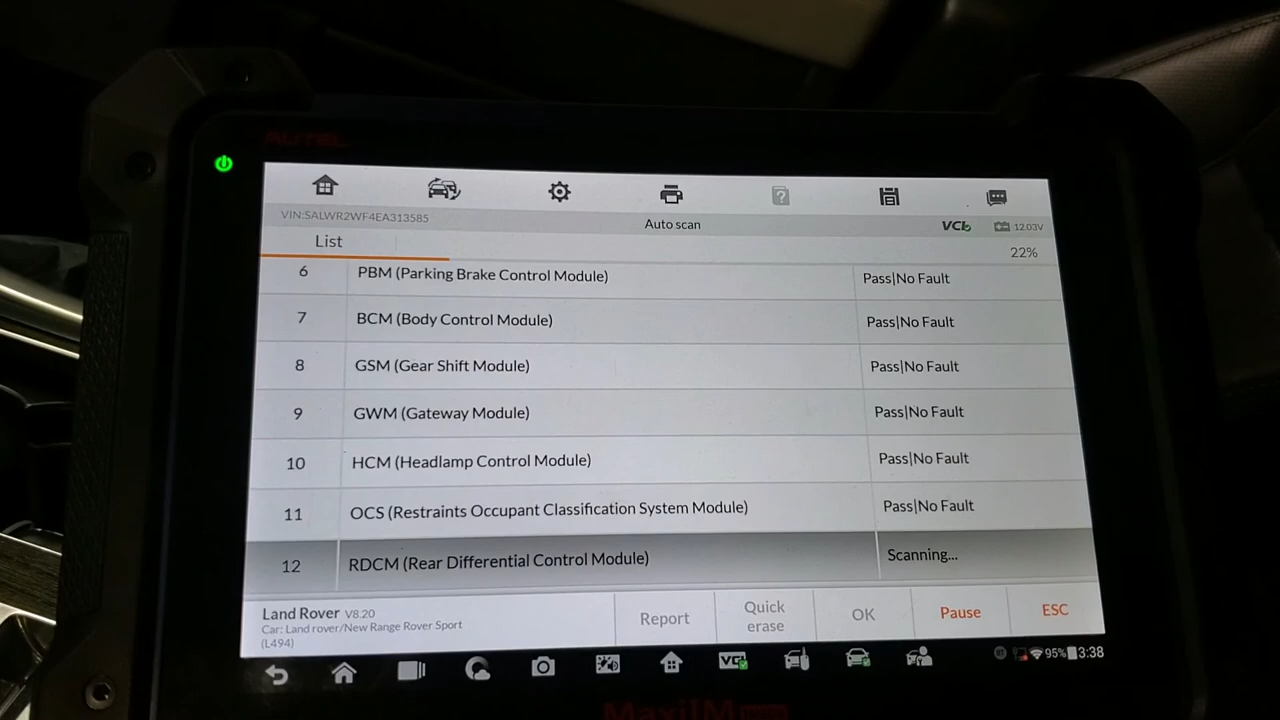 AUTEL
VIN:SALWR2WF4EA313585
Auto scan
VCI
12.03V
List
22%
6 PBM (Parking Brake Control Module) Pass|No Fault
7 BCM (Body Control Module) Pass|No Fault
8 GSM (Gear Shift Module) Pass|No Fault
9 GWM (Gateway Module) Pass|No Fault
10 HCM (Headlamp Control Module) Pass|No Fault
11 OCS (Restraints Occupant Classification System Module) Pass|No Fault
12 RDCM (Rear Differential Control Module) Scanning...
Land Rover V8.20
Car: Land rover/New Range Rover Sport
(L494)
Report
Quick
erase
OK
Pause
ESC
VCI
95% 3:38
MaxiIM